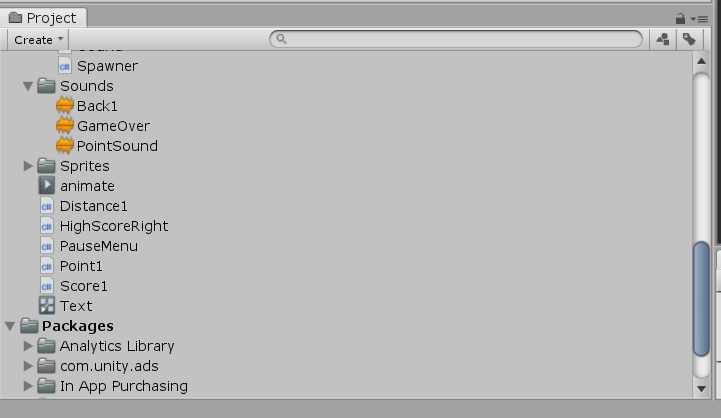 Project
Create
Spawner
Sounds
Back1
GameOver
PointSound
Sprites
animate
Distance1
HighScoreRight
PauseMenu
Point1
Score1
Text
Packages
Analytics Library
com.unity.ads
In App Purchasing